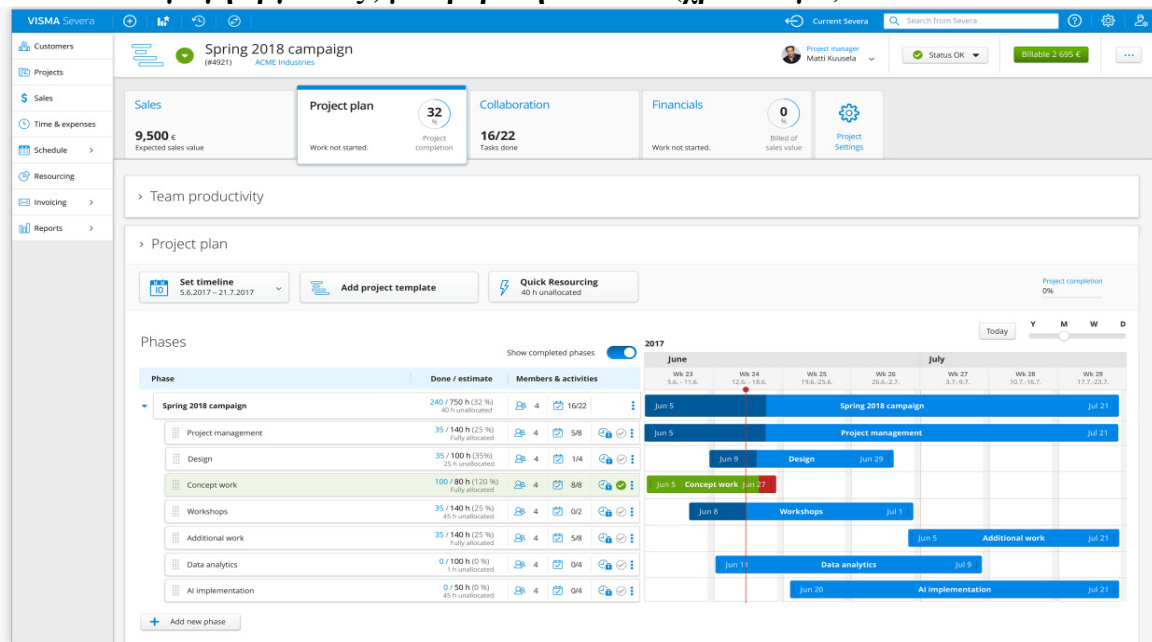 VISMA Severa
Current Severa
Search from Severa
Customers
Projects
Sales
Time & expenses
Schedule
Resourcing
Invoicing
Reports
Spring 2018 campaign
(#4921) ACME Industries
Project manager
Matti Kuusela
Status OK
Billable 2 695 €
Sales
9,500 €
Expected sales value
Project plan
Work not started.
32
%
Project
completion
Collaboration
16/22
Tasks done
Financials
Work not started.
0
%
Billed of
sales value
Project
Settings
Team productivity
Project plan
Set timeline
5.6.2017 – 21.7.2017
Add project template
Quick Resourcing
40 h unallocated
Project completion
0%
Today
Y M W D
Phases
Show completed phases
2017
June July
Wk 23 Wk 24 Wk 25 Wk 26 Wk 27 Wk 28 Wk 29
5.6. - 11.6. 12.6. - 18.6. 19.6.-25.6. 26.6.-2.7. 3.7.-9.7. 10.7.-16.7. 17.7.-23.7.
Phase Done / estimate Members & activities
Spring 2018 campaign 240 / 750 h (32 %) 4 16/22 Jun 5 Spring 2018 campaign Jul 21
40 h unallocated
Project management 35 / 140 h (25 %) 4 5/8 Jun 5 Project management Jul 21
Fully allocated
Design 35 / 100 h (35%) 4 1/4 Jun 9 Design Jun 29
25 h unallocated
Concept work 100 / 80 h (120 %) 4 8/8 Jun 5 Concept work Jun 27
Fully allocated
Workshops 35 / 140 h (25 %) 4 0/2 Jun 8 Workshops Jul 1
45 h unallocated
Additional work 35 / 140 h (25 %) 4 5/8 Jun 5 Additional work Jul 21
Fully allocated
Data analytics 0 / 100 h (0 %) 4 0/4 Jun 11 Data analytics Jul 9
1 h unallocated
AI implementation 0 / 50 h (0 %) 4 0/4 Jun 20 AI implementation Jul 21
45 h unallocated
Add new phase